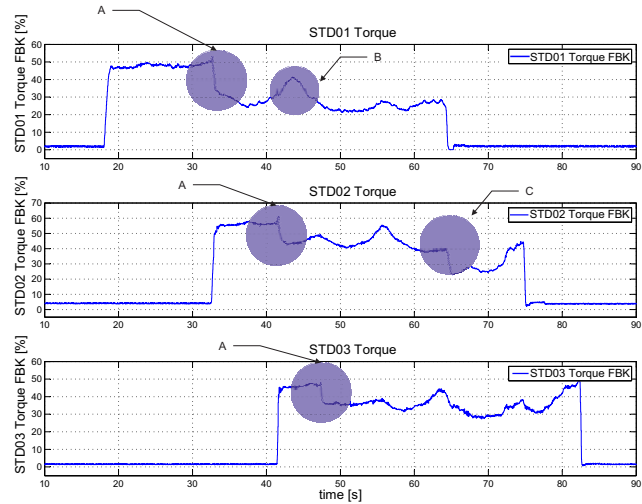 A
STD01 Torque
B
STD01 Torque FBK [%]
60
50
40
30
20
10
0
STD01 Torque FBK
10 20 30 40 50 60 70 80 90
A
STD02 Torque
C
STD02 Torque FBK [%]
70
60
50
40
30
20
10
0
STD02 Torque FBK
10 20 30 40 50 60 70 80 90
A
STD03 Torque
STD03 Torque FBK [%]
60
50
40
30
20
10
0
STD03 Torque FBK
10 20 30 40 50 60 70 80 90
time [s]